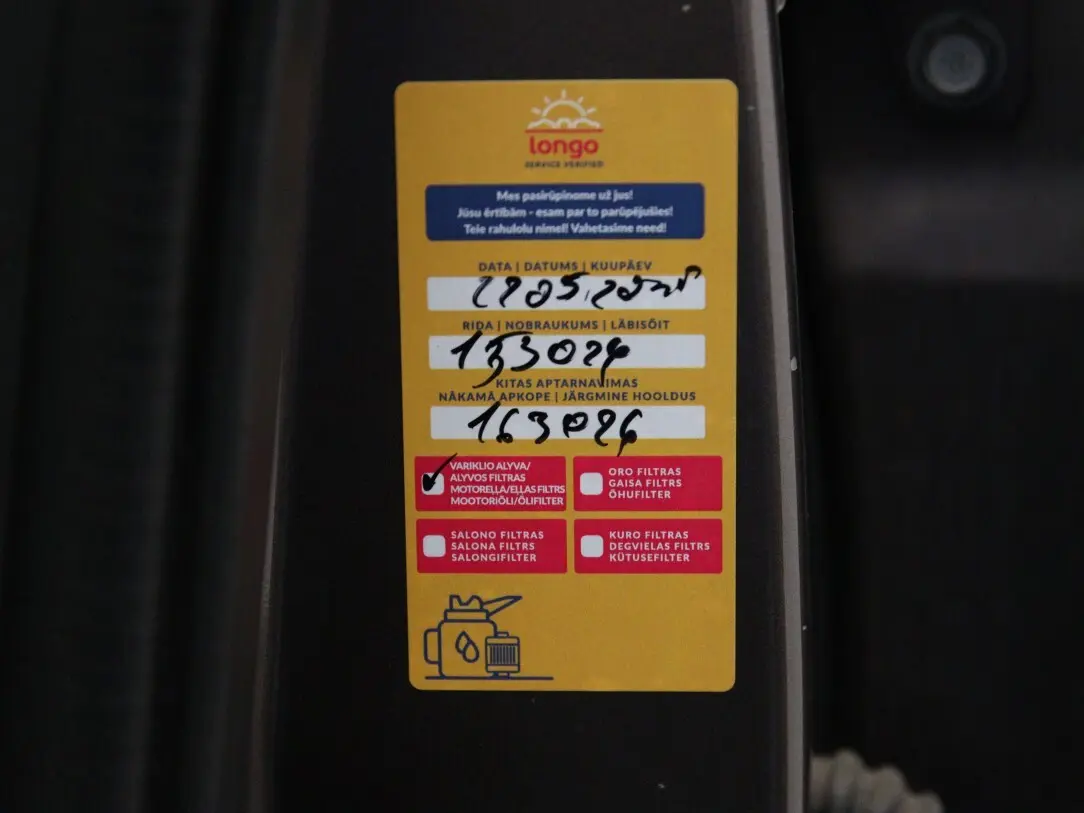 longo
SERVICE VERIFIED
Mes pasirūpinome už jus!
Jūsu ērtībām - esam par to parūpējušies!
Teie rahulolu nimel! Vahetasime need!
DATA | DATUMS | KUUPÄEV
RIDA | NOBRAUKUMS | LÄBISÕIT
153024
KITAS APTARNAVIMAS
NĀKAMĀ APKOPE | JÄRGMINE HOOLDUS
163026
VARIKLIO ALYVA/
ALYVOS FILTRAS
MOTOREĻĻA/EĻĻAS FILTRS
MOOTORIÕLI/ÕLIFILTER
ORO FILTRAS
GAISA FILTRS
ÕHUFILTER
SALONO FILTRAS
SALONA FILTRS
SALONGIFILTER
KURO FILTRAS
DEGVIELAS FILTRS
KÜTUSEFILTER